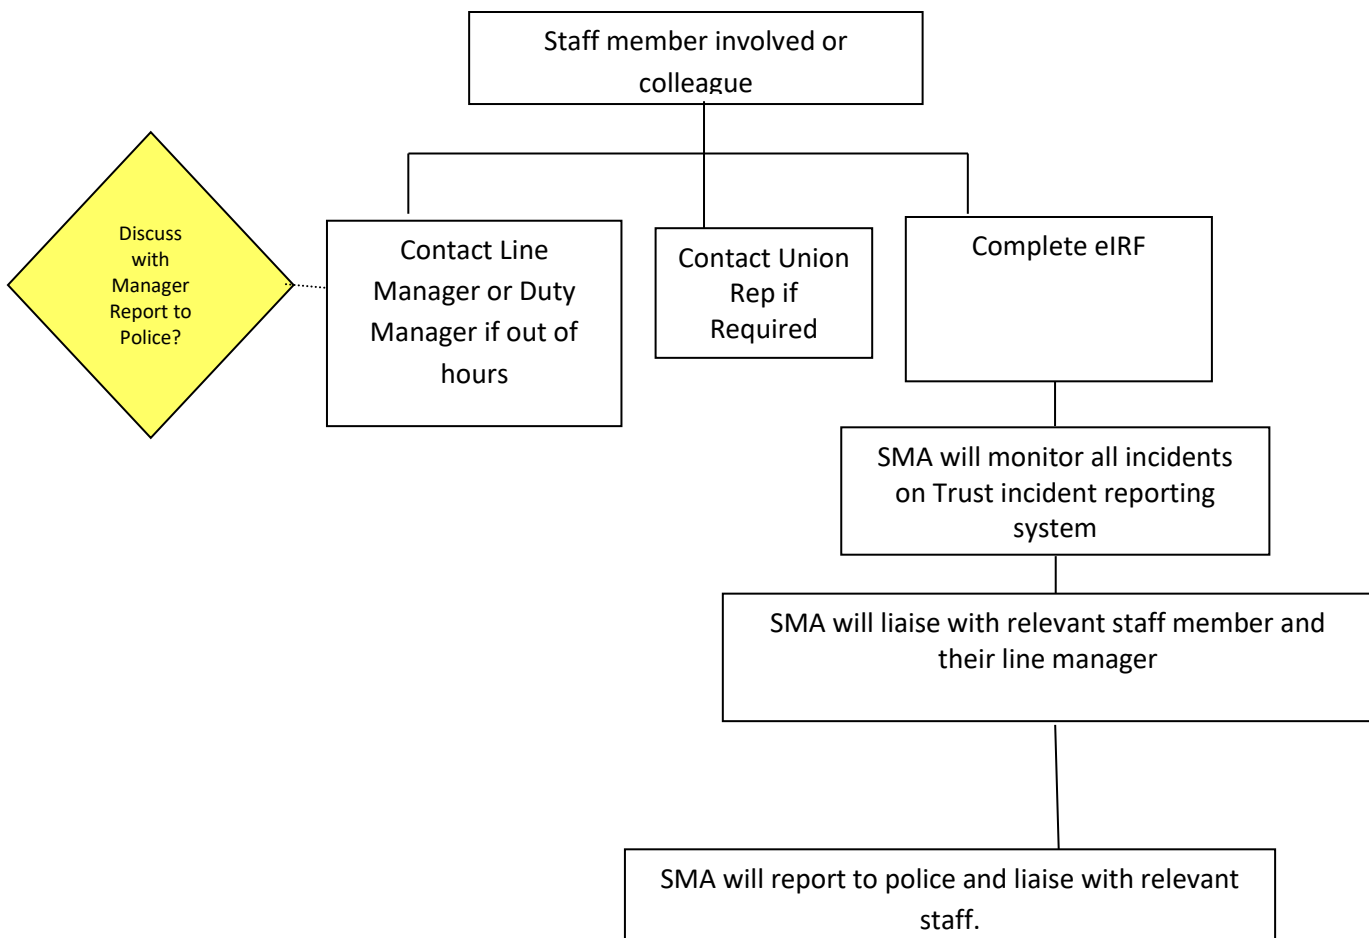 Staff member involved or
colleague
Discuss
with
Manager
Report to
Police?
Contact Line
Manager or Duty
Manager if out of
hours
Contact Union
Rep if
Required
Complete eIRF
SMA will monitor all incidents
on Trust incident reporting
system
SMA will liaise with relevant staff member and
their line manager
SMA will report to police and liaise with relevant
staff.